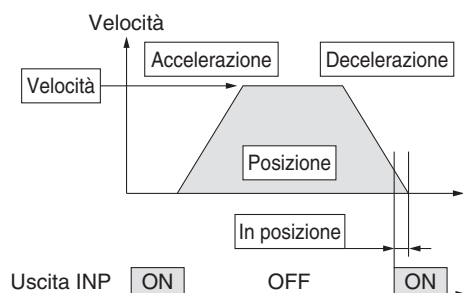 Velocità
Accelerazione
Decelerazione
Velocità
Posizione
In posizione
Uscita INP ON OFF ON